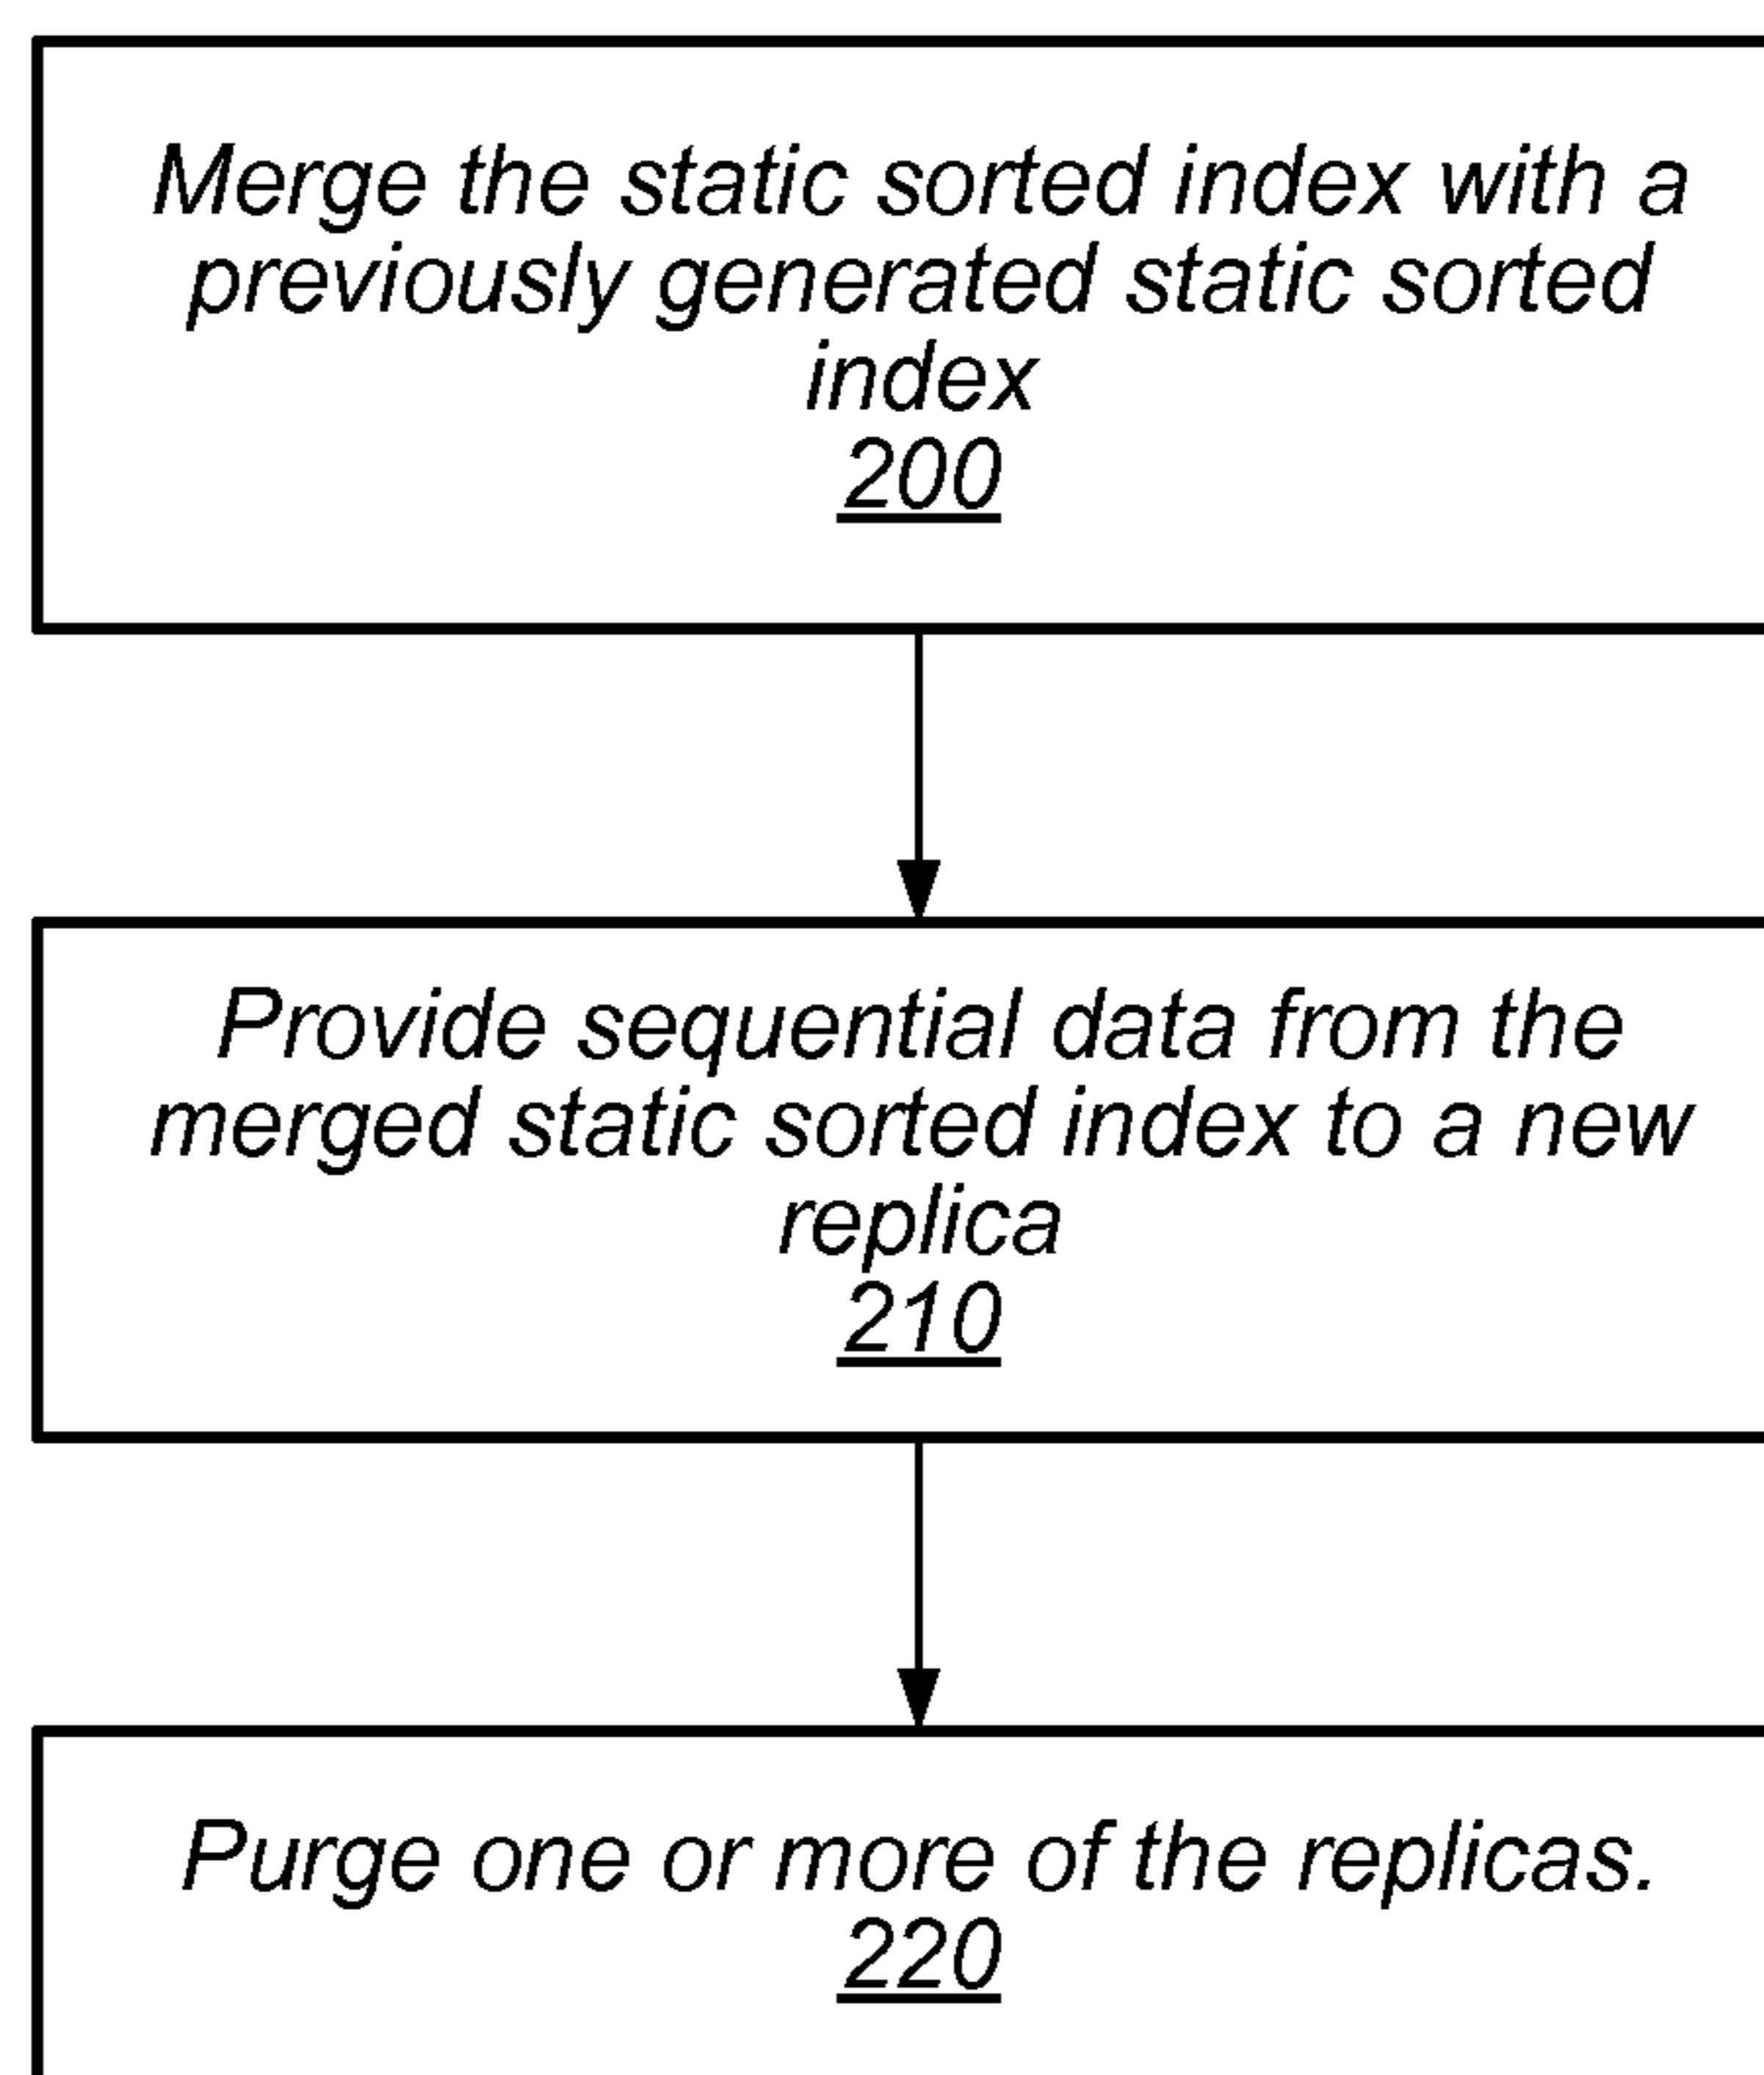 Merge the static sorted index with a
previously generated static sorted
index
200
Provide sequential data from the
merged static sorted index to a new
replica
210
Purge one or more of the replicas.
220